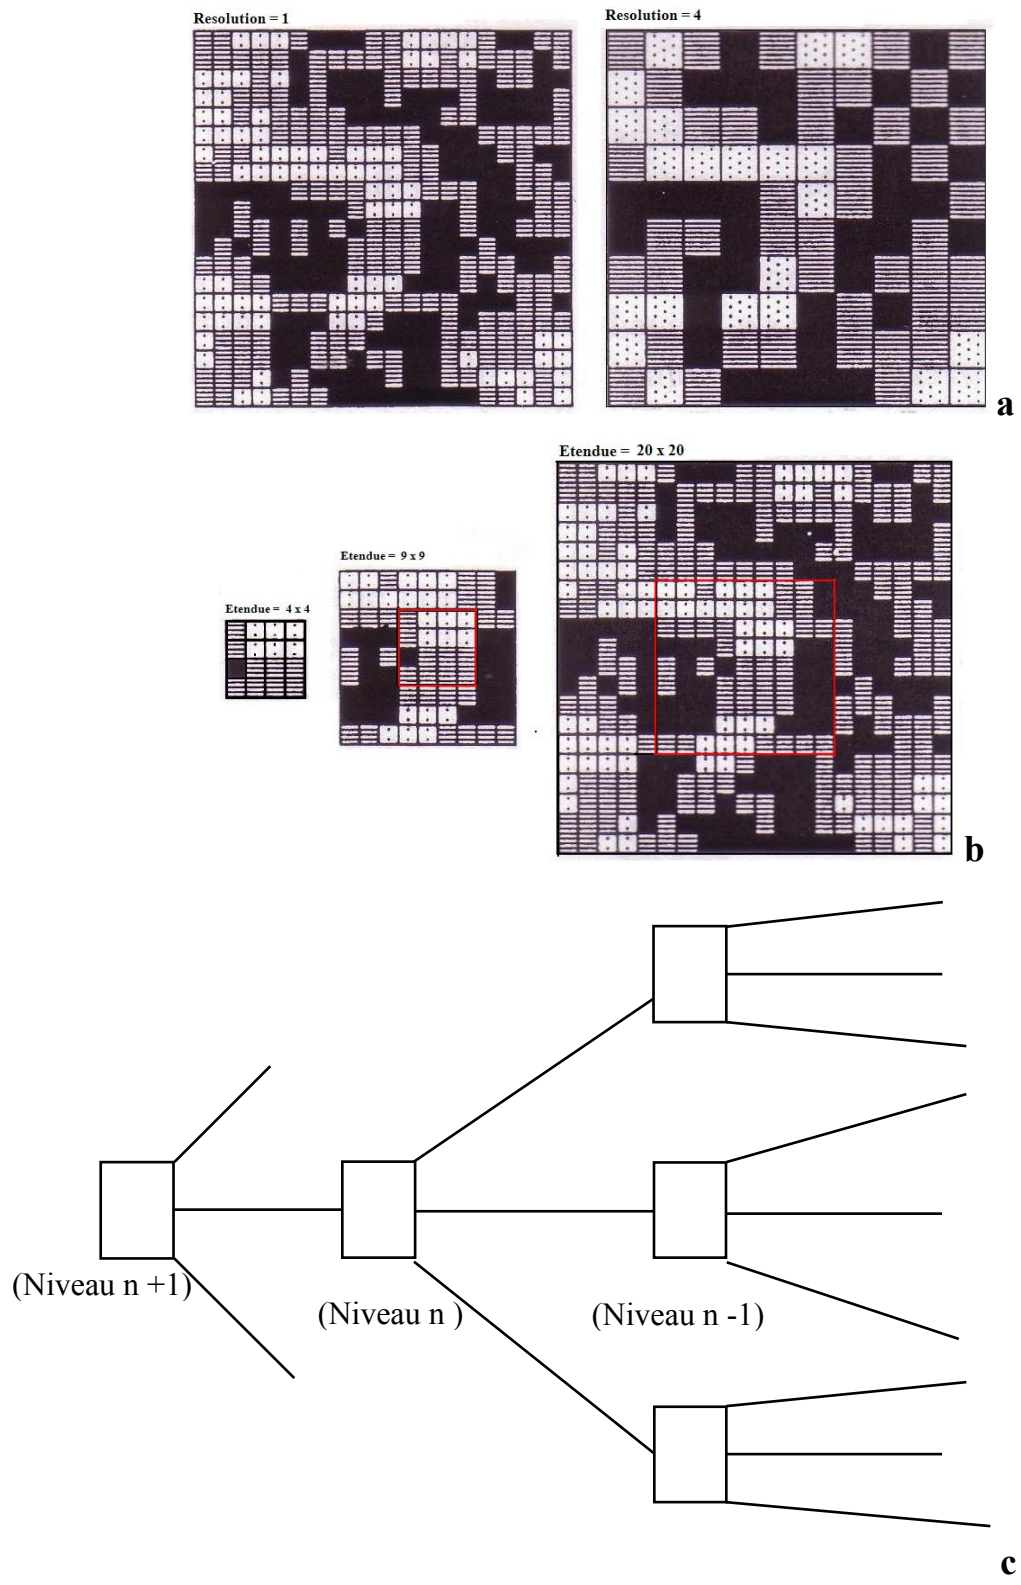 Resolution = 1
Resolution = 4
a
Etendue = 20 x 20
Etendue = 9 x 9
Etendue = 4 x 4
b
(Niveau n +1)
(Niveau n )
(Niveau n -1)
c